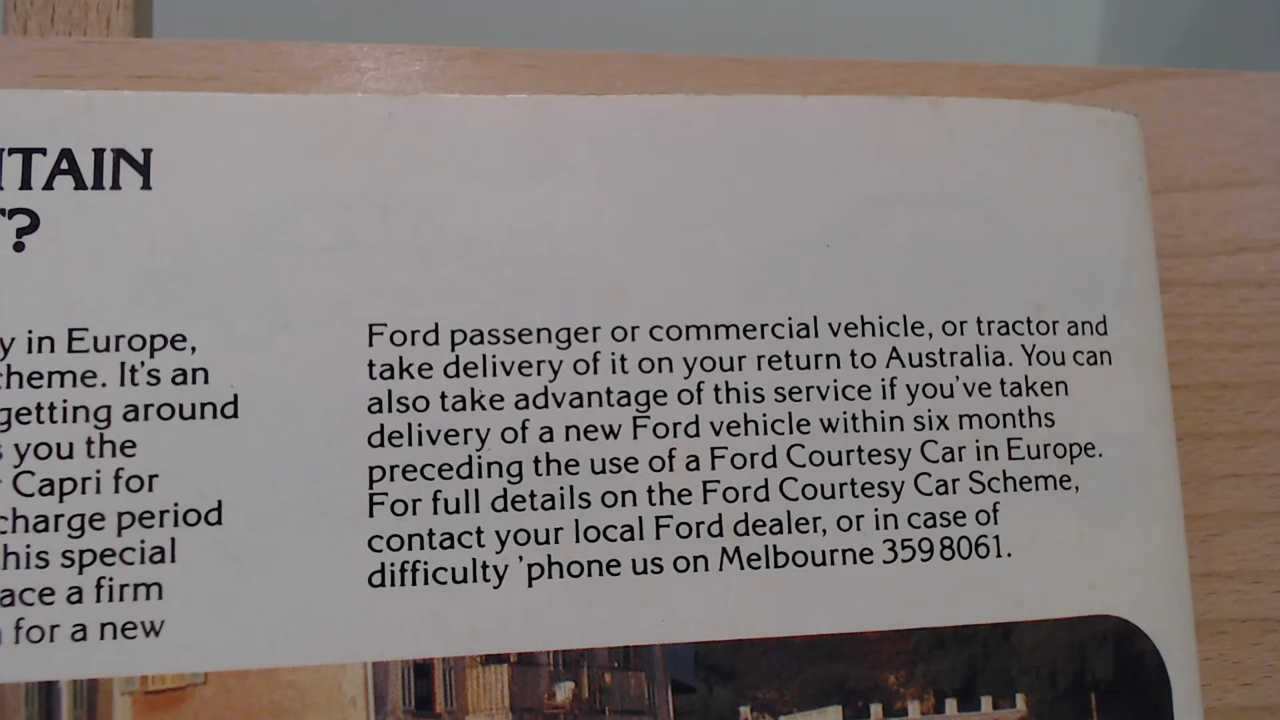 ITAIN
?
y in Europe,
heme. It's an
getting around
you the
Capri for
charge period
his special
ace a firm
for a new
Ford passenger or commercial vehicle, or tractor and
take delivery of it on your return to Australia. You can
also take advantage of this service if you've taken
delivery of a new Ford vehicle within six months
preceding the use of a Ford Courtesy Car in Europe.
For full details on the Ford Courtesy Car Scheme,
contact your local Ford dealer, or in case of
difficulty 'phone us on Melbourne 359 8061.